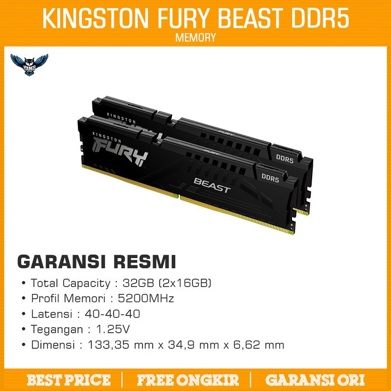 KINGSTON FURY BEAST DDR5
MEMORY
KINGSTON
FURY
BEAST
DDR5
DDR5
GARANSI RESMI
• Total Capacity : 32GB (2x16GB)
• Profil Memori : 5200MHz
• Latensi : 40-40-40
• Tegangan : 1.25V
• Dimensi : 133,35 mm x 34,9 mm x 6,62 mm
BEST PRICE | FREE ONGKIR | GARANSI ORI